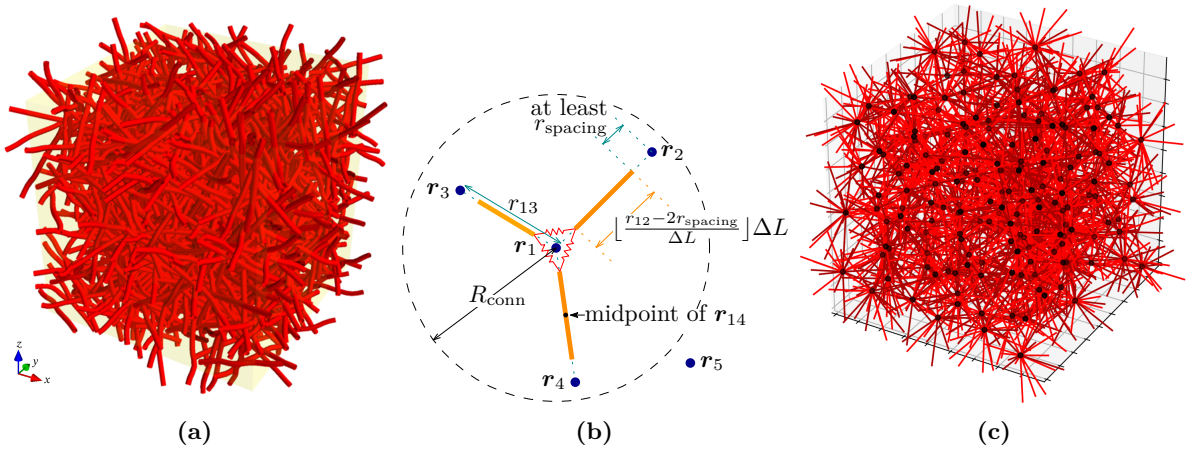 z
y
x
(a)
at least
r_spacing
r_2
r_3
r_13
r_1
⌊(r_12−2r_spacing)/ΔL⌋ΔL
R_conn
midpoint of r_14
r_5
r_4
(b)
(c)